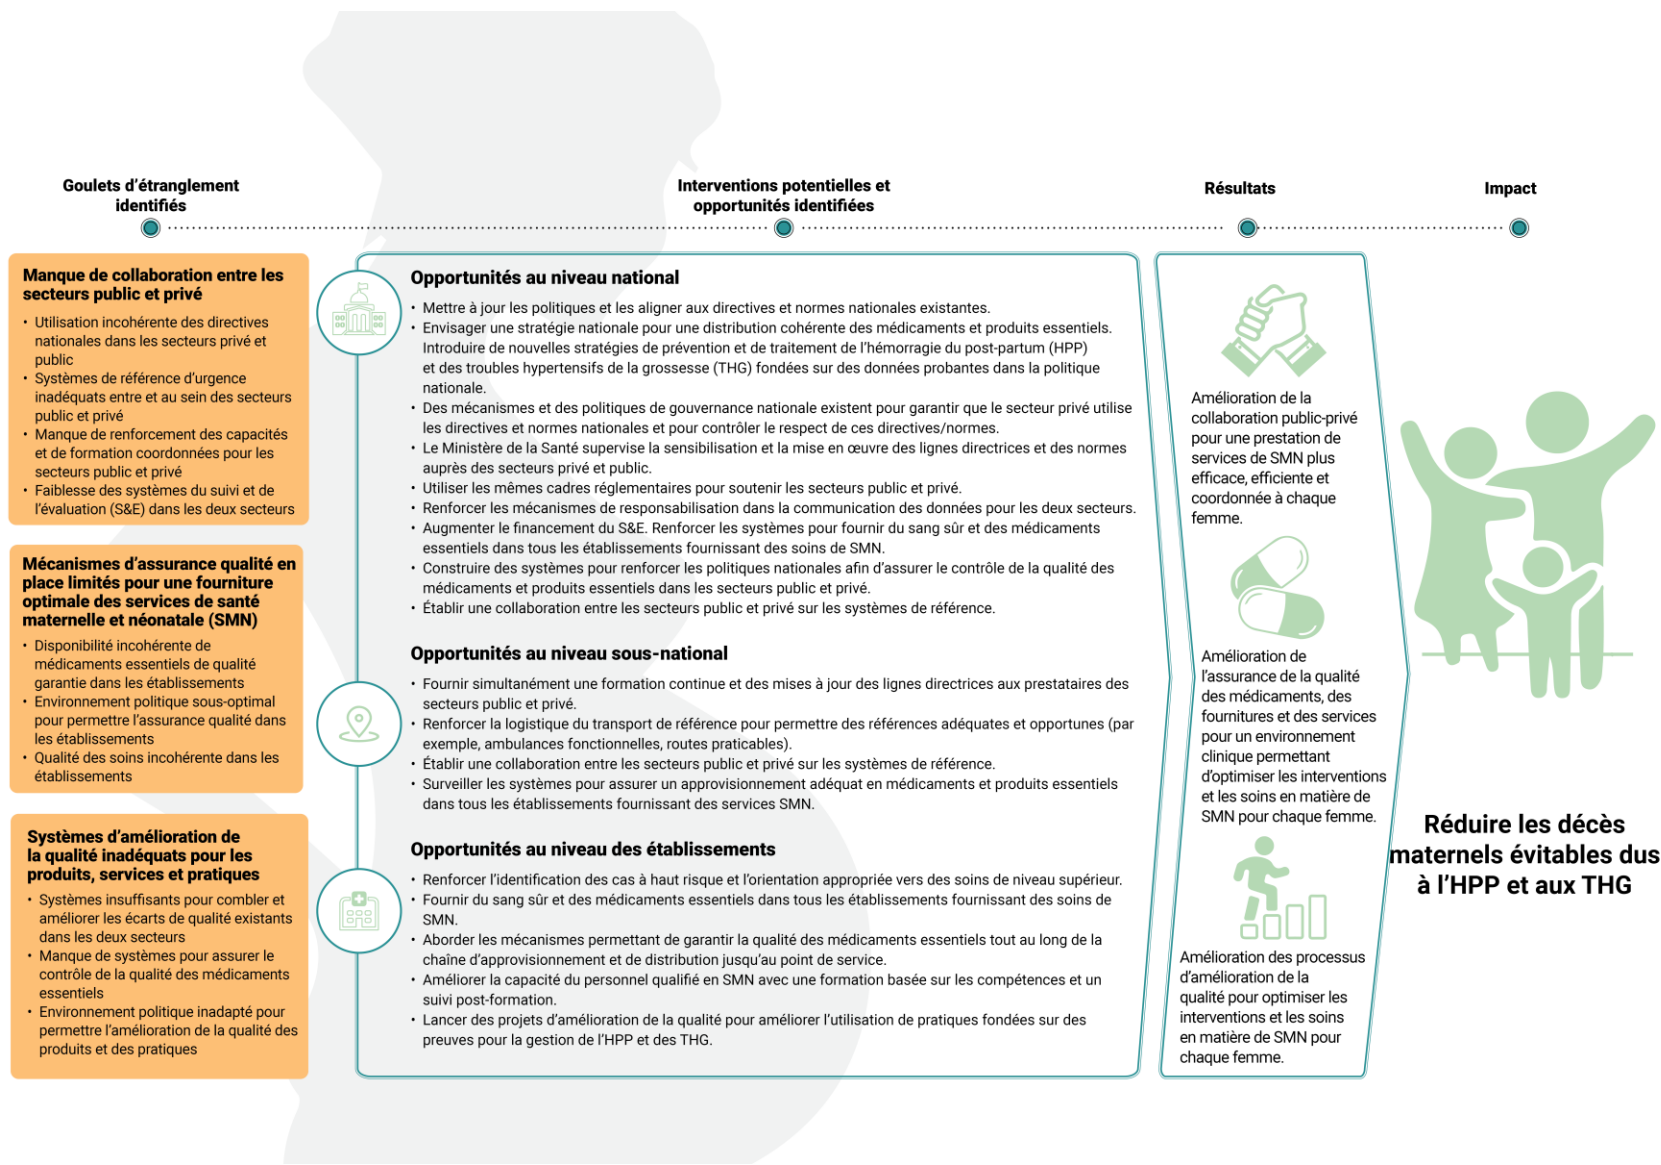 Goulets d’étranglement
identifiés
Interventions potentielles et
opportunités identifiées
Résultats
Impact
Manque de collaboration entre les
secteurs public et privé
• Utilisation incohérente des directives
nationales dans les secteurs privé et
public
• Systèmes de référence d’urgence
inadéquats entre et au sein des secteurs
public et privé
• Manque de renforcement des capacités
et de formation coordonnées pour les
secteurs public et privé
• Faiblesse des systèmes du suivi et de
l’évaluation (S&E) dans les deux secteurs
Mécanismes d’assurance qualité en
place limités pour une fourniture
optimale des services de santé
maternelle et néonatale (SMN)
• Disponibilité incohérente de
médicaments essentiels de qualité
garantie dans les établissements
• Environnement politique sous-optimal
pour permettre l’assurance qualité dans
les établissements
• Qualité des soins incohérente dans les
établissements
Systèmes d’amélioration de
la qualité inadéquats pour les
produits, services et pratiques
• Systèmes insuffisants pour combler et
améliorer les écarts de qualité existants
dans les deux secteurs
• Manque de systèmes pour assurer le
contrôle de la qualité des médicaments
essentiels
• Environnement politique inadapté pour
permettre l’amélioration de la qualité des
produits et des pratiques
Opportunités au niveau national
• Mettre à jour les politiques et les aligner aux directives et normes nationales existantes.
• Envisager une stratégie nationale pour une distribution cohérente des médicaments et produits essentiels.
Introduire de nouvelles stratégies de prévention et de traitement de l’hémorragie du post-partum (HPP)
et des troubles hypertensifs de la grossesse (THG) fondées sur des données probantes dans la politique
nationale.
• Des mécanismes et des politiques de gouvernance nationale existent pour garantir que le secteur privé utilise
les directives et normes nationales et pour contrôler le respect de ces directives/normes.
• Le Ministère de la Santé supervise la sensibilisation et la mise en œuvre des lignes directrices et des normes
auprès des secteurs privé et public.
• Utiliser les mêmes cadres réglementaires pour soutenir les secteurs public et privé.
• Renforcer les mécanismes de responsabilisation dans la communication des données pour les deux secteurs.
• Augmenter le financement du S&E. Renforcer les systèmes pour fournir du sang sûr et des médicaments
essentiels dans tous les établissements fournissant des soins de SMN.
• Construire des systèmes pour renforcer les politiques nationales afin d’assurer le contrôle de la qualité des
médicaments et produits essentiels dans les secteurs public et privé.
• Établir une collaboration entre les secteurs public et privé sur les systèmes de référence.
Opportunités au niveau sous-national
• Fournir simultanément une formation continue et des mises à jour des lignes directrices aux prestataires des
secteurs public et privé.
• Renforcer la logistique du transport de référence pour permettre des références adéquates et opportunes (par
exemple, ambulances fonctionnelles, routes praticables).
• Établir une collaboration entre les secteurs public et privé sur les systèmes de référence.
• Surveiller les systèmes pour assurer un approvisionnement adéquat en médicaments et produits essentiels
dans tous les établissements fournissant des services SMN.
Opportunités au niveau des établissements
• Renforcer l’identification des cas à haut risque et l’orientation appropriée vers des soins de niveau supérieur.
• Fournir du sang sûr et des médicaments essentiels dans tous les établissements fournissant des soins de
SMN.
• Aborder les mécanismes permettant de garantir la qualité des médicaments essentiels tout au long de la
chaîne d’approvisionnement et de distribution jusqu’au point de service.
• Améliorer la capacité du personnel qualifié en SMN avec une formation basée sur les compétences et un
suivi post-formation.
• Lancer des projets d’amélioration de la qualité pour améliorer l’utilisation de pratiques fondées sur des
preuves pour la gestion de l’HPP et des THG.
Amélioration de la
collaboration public-privé
pour une prestation de
services de SMN plus
efficace, efficiente et
coordonnée à chaque
femme.
Amélioration de
l’assurance de la qualité
des médicaments, des
fournitures et des services
pour un environnement
clinique permettant
d’optimiser les interventions
et les soins en matière de
SMN pour chaque femme.
Amélioration des processus
d’amélioration de la
qualité pour optimiser les
interventions et les soins
en matière de SMN pour
chaque femme.
Réduire les décès
maternels évitables dus
à l’HPP et aux THG